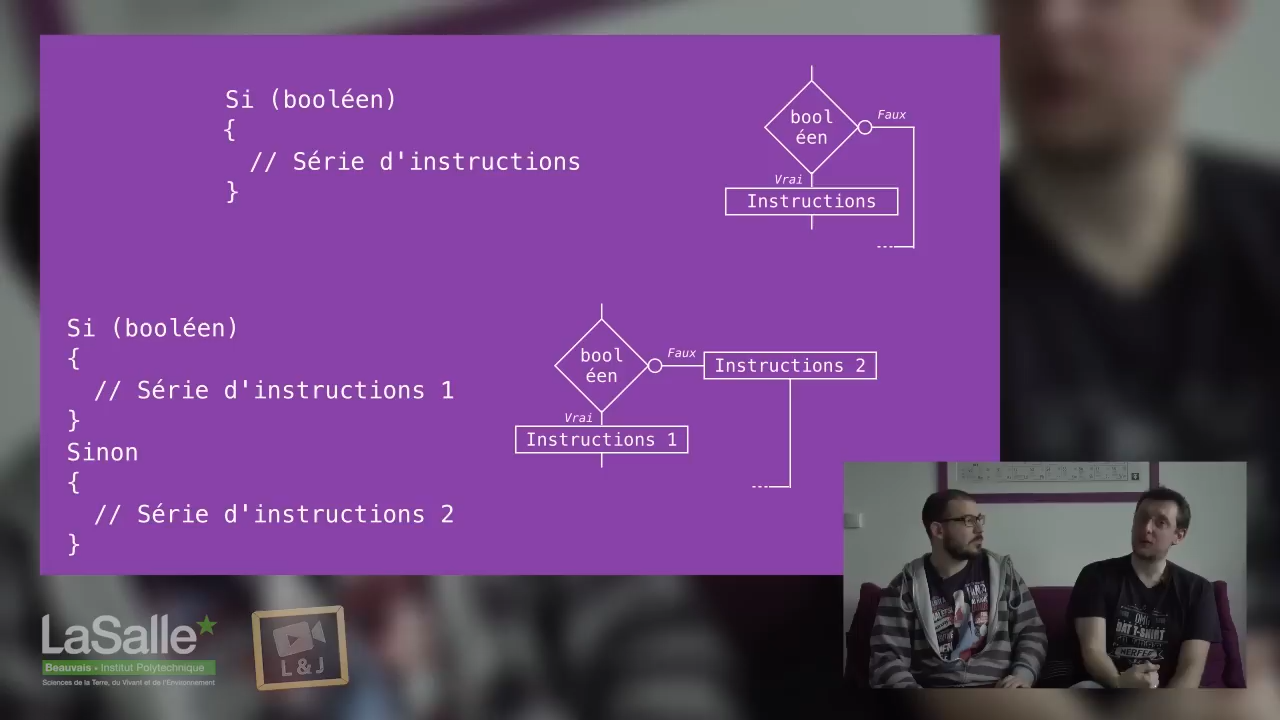 Si (booléen)
{
// Série d'instructions
}
bool
éen
Faux
Vrai
Instructions
Si (booléen)
{
// Série d'instructions 1
}
Sinon
{
// Série d'instructions 2
}
bool
éen
Faux
Instructions 2
Vrai
Instructions 1
LaSalle
Beauvais • Institut Polytechnique
Sciences de la Terre, du Vivant et de l'Environnement
L & J
DAT T-SHIRT